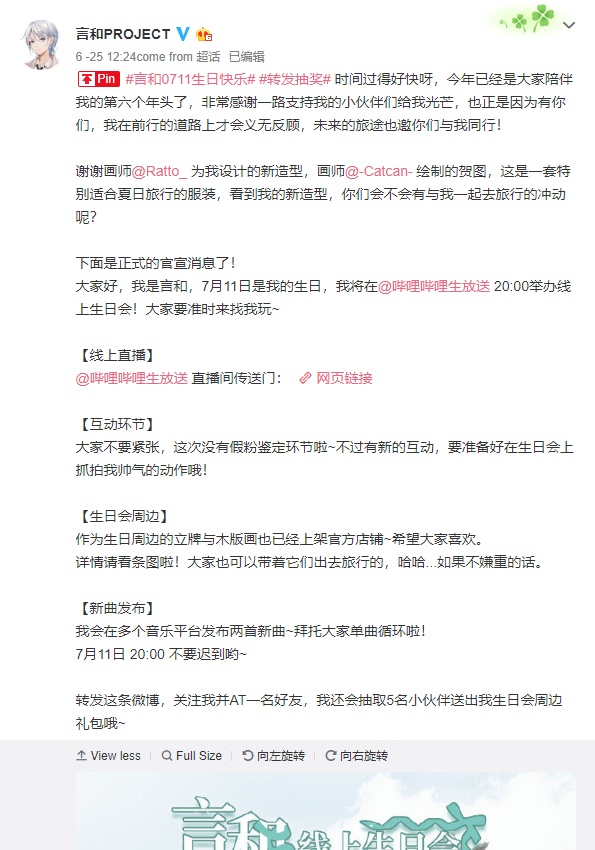 言和PROJECT
6 -25 12:24come from 超话 已编辑
Pin #言和0711生日快乐# #转发抽奖# 时间过得好快呀，今年已经是大家陪伴
我的第六个年头了，非常感谢一路支持我的小伙伴们给我光芒，也正是因为有你
们，我在前行的道路上才会义无反顾，未来的旅途也邀你们与我同行！
谢谢画师@Ratto_ 为我设计的新造型，画师@-Catcan- 绘制的贺图，这是一套特
别适合夏日旅行的服装，看到我的新造型，你们会不会有与我一起去旅行的冲动
呢？
下面是正式的官宣消息了！
大家好，我是言和，7月11日是我的生日，我将在@哔哩哔哩生放送 20:00举办线
上生日会！大家要准时来找我玩~
【线上直播】
@哔哩哔哩生放送 直播间传送门： 网页链接
【互动环节】
大家不要紧张，这次没有假粉鉴定环节啦~不过有新的互动，要准备好在生日会上
抓拍我帅气的动作哦！
【生日会周边】
作为生日周边的立牌与木版画也已经上架官方店铺~希望大家喜欢。
详情请看条图啦！大家也可以带着它们出去旅行的，哈哈...如果不嫌重的话。
【新曲发布】
我会在多个音乐平台发布两首新曲~拜托大家单曲循环啦！
7月11日 20:00 不要迟到哟~
转发这条微博，关注我并AT一名好友，我还会抽取5名小伙伴送出我生日会周边
礼包哦~
View less Full Size 向左旋转 向右旋转
言和线上生日会